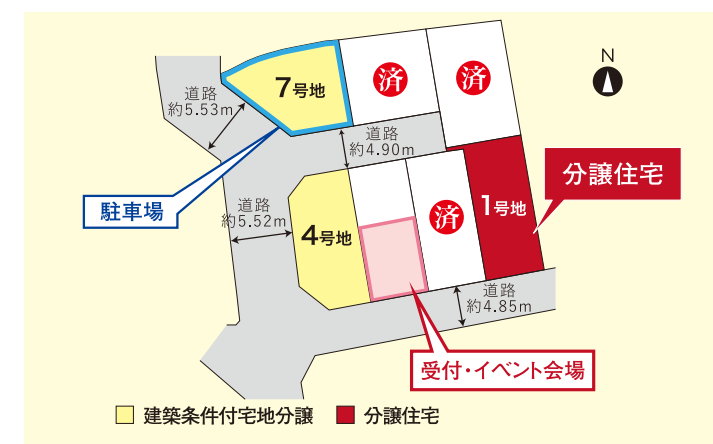 N
7号地
済
済
道路
約5.53m
道路
約4.90m
分譲住宅
駐車場
道路
約5.52m
4号地
済
1号地
道路
約4.85m
受付・イベント会場
建築条件付宅地分譲
分譲住宅